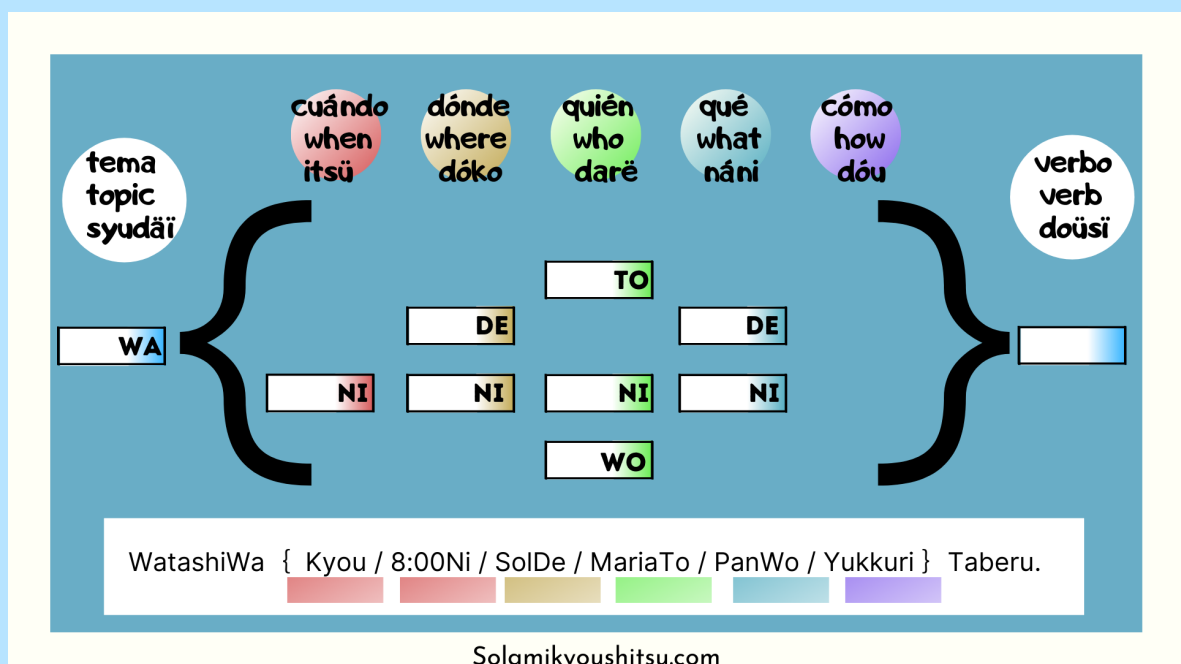 cuándo
when
itsü
dónde
where
dóko
quién
who
darë
qué
what
náni
cómo
how
dóu
tema
topic
syudäï
verbo
verb
doüsï
TO
DE
DE
WA
NI
NI
NI
NI
WO
WatashiWa { Kyou / 8:00Ni / SolDe / MariaTo / PanWo / Yukkuri } Taberu.
Solamikyoushitsu.com